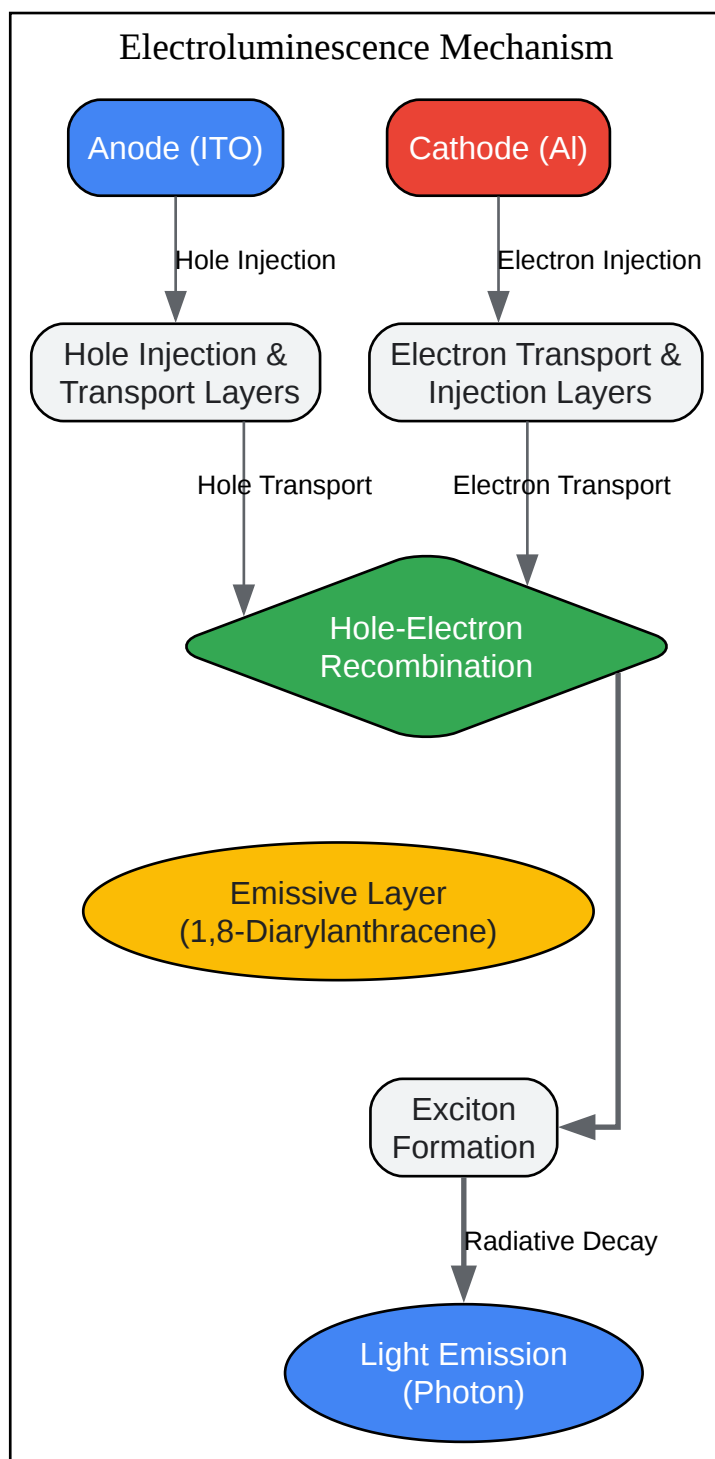 Electroluminescence Mechanism
Anode (ITO)
Cathode (Al)
Hole Injection
Electron Injection
Hole Injection &
Transport Layers
Electron Transport &
Injection Layers
Hole Transport
Electron Transport
Hole-Electron
Recombination
Emissive Layer
(1,8-Diarylanthracene)
Exciton
Formation
Radiative Decay
Light Emission
(Photon)